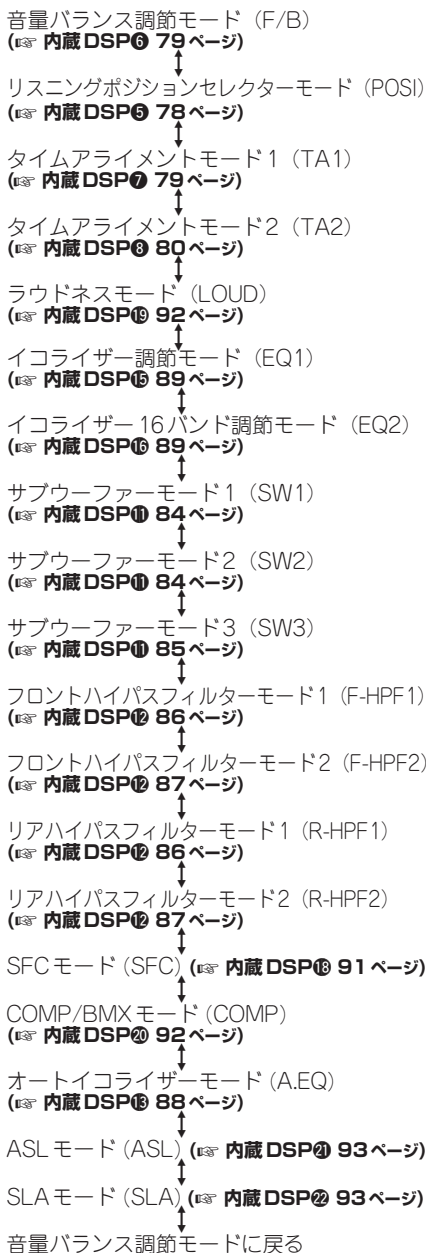 音量バランス調節モード（F/B）
(☞ 内蔵DSP❻ 79ページ)
リスニングポジションセレクターモード（POSI)
(☞ 内蔵DSP❺ 78ページ)
タイムアライメントモード1（TA1）
(☞ 内蔵DSP❼ 79ページ)
タイムアライメントモード2（TA2）
(☞ 内蔵DSP❽ 80ページ)
ラウドネスモード（LOUD）
(☞ 内蔵DSP⓳ 92ページ)
イコライザー調節モード（EQ1）
(☞ 内蔵DSP⓯ 89ページ)
イコライザー16バンド調節モード（EQ2）
(☞ 内蔵DSP⓰ 89ページ)
サブウーファーモード1（SW1）
(☞ 内蔵DSP⓫ 84ページ)
サブウーファーモード2（SW2）
(☞ 内蔵DSP⓫ 84ページ)
サブウーファーモード3（SW3）
(☞ 内蔵DSP⓫ 85ページ)
フロントハイパスフィルターモード1（F-HPF1）
(☞ 内蔵DSP⓬ 86ページ)
フロントハイパスフィルターモード2（F-HPF2）
(☞ 内蔵DSP⓬ 87ページ)
リアハイパスフィルターモード1（R-HPF1）
(☞ 内蔵DSP⓬ 86ページ)
リアハイパスフィルターモード2（R-HPF2）
(☞ 内蔵DSP⓬ 87ページ)
SFCモード(SFC) (☞ 内蔵DSP⓲ 91ページ)
COMP/BMXモード(COMP)
(☞ 内蔵DSP⓴ 92ページ)
オートイコライザーモード(A.EQ)
(☞ 内蔵DSP⓭ 88ページ)
ASLモード(ASL) (☞ 内蔵DSP㉑ 93ページ)
SLAモード(SLA) (☞ 内蔵DSP㉒ 93ページ)
音量バランス調節モードに戻る